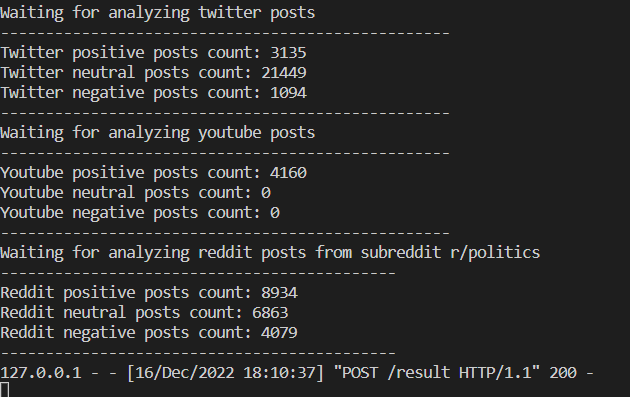 Waiting for analyzing twitter posts
--------------------------------------------------
Twitter positive posts count: 3135
Twitter neutral posts count: 21449
Twitter negative posts count: 1094
--------------------------------------------------
Waiting for analyzing youtube posts
--------------------------------------------------
Youtube positive posts count: 4160
Youtube neutral posts count: 0
Youtube negative posts count: 0
--------------------------------------------------
Waiting for analyzing reddit posts from subreddit r/politics
--------------------------------------------
Reddit positive posts count: 8934
Reddit neutral posts count: 6863
Reddit negative posts count: 4079
--------------------------------------------
127.0.0.1 - - [16/Dec/2022 18:10:37] "POST /result HTTP/1.1" 200 -